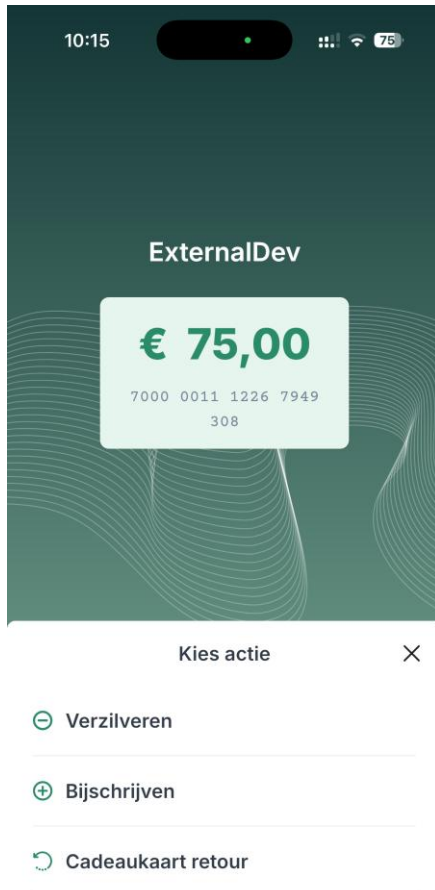 10:15
75
ExternalDev
€ 75,00
7000 0011 1226 7949
308
Kies actie
Verzilveren
Bijschrijven
Cadeaukaart retour